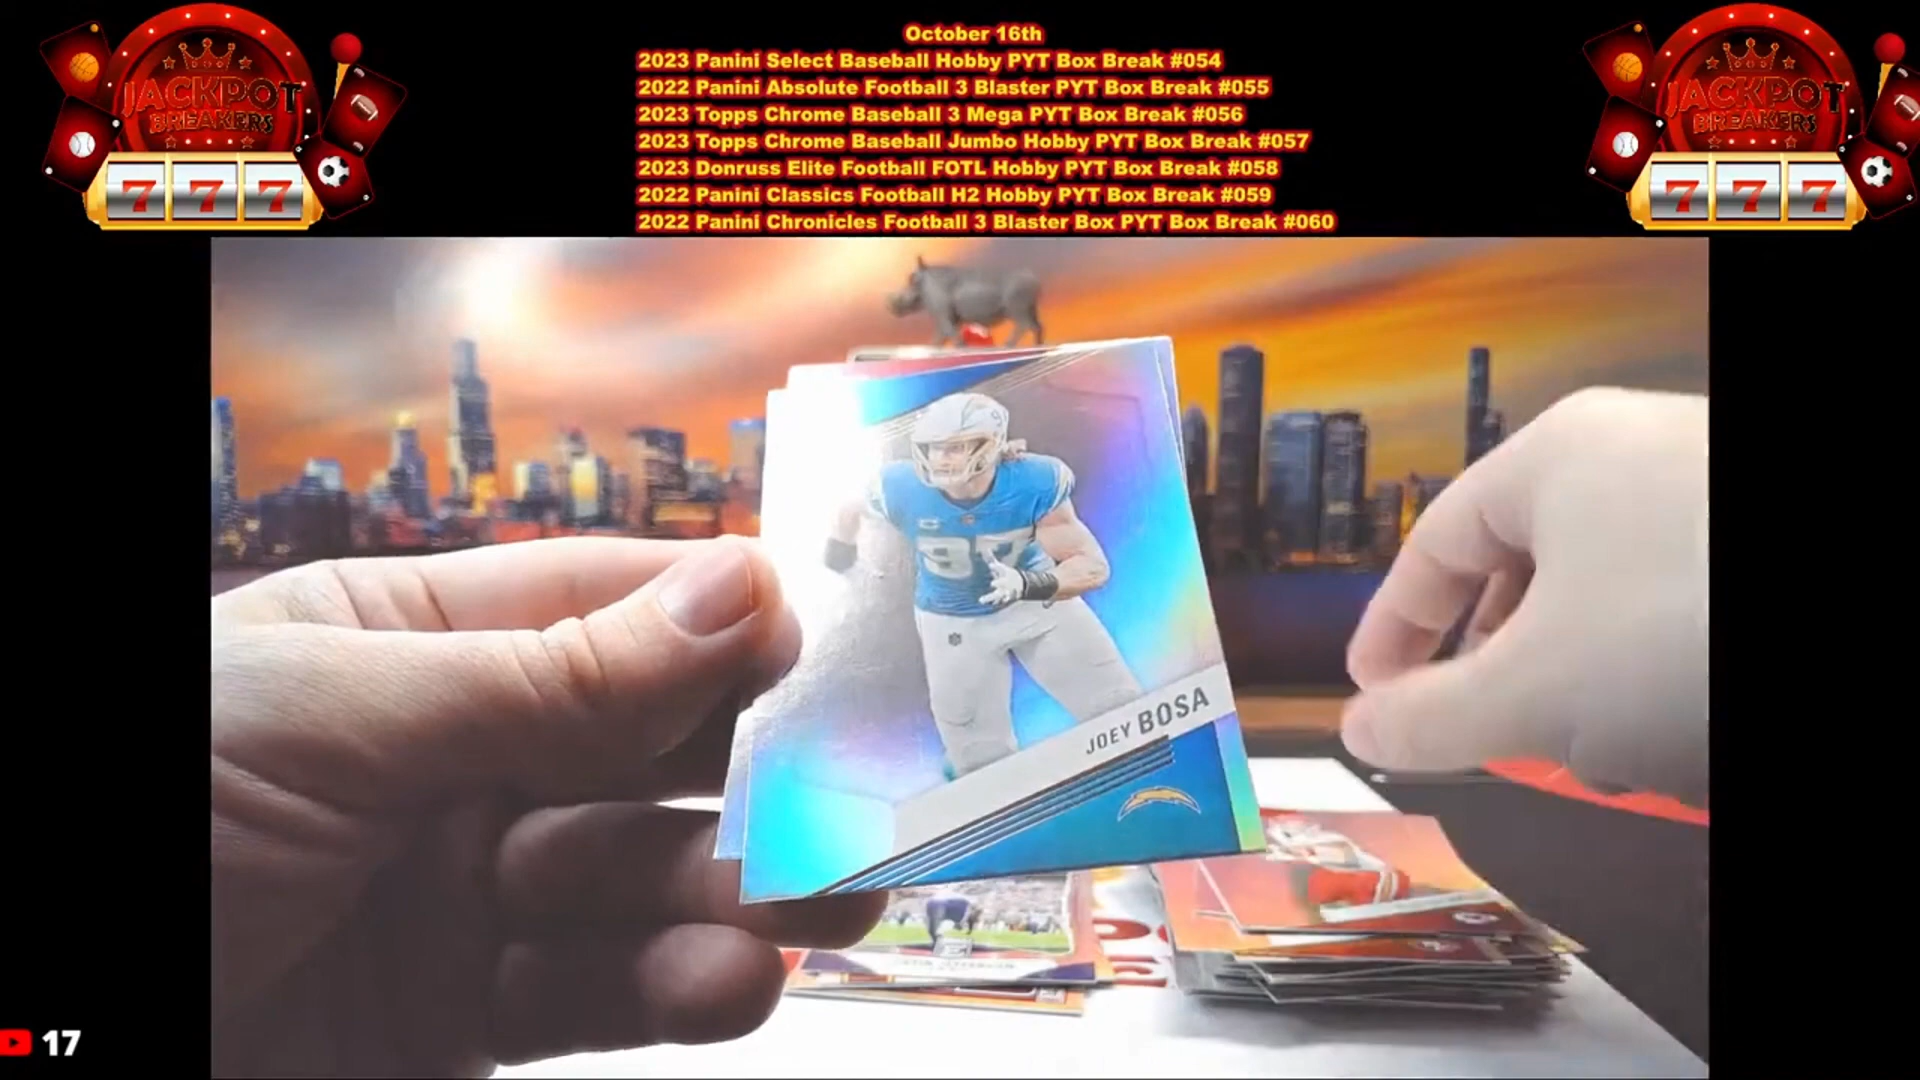 October 16th
2023 Panini Select Baseball Hobby PYT Box Break #054
2022 Panini Absolute Football 3 Blaster PYT Box Break #055
2023 Topps Chrome Baseball 3 Mega PYT Box Break #056
2023 Topps Chrome Baseball Jumbo Hobby PYT Box Break #057
2023 Donruss Elite Football FOTL Hobby PYT Box Break #058
2022 Panini Classics Football H2 Hobby PYT Box Break #059
2022 Panini Chronicles Football 3 Blaster Box PYT Box Break #060
JACKPOT
BREAKERS
777
JACKPOT
BREAKERS
777
97
JOEY BOSA
17